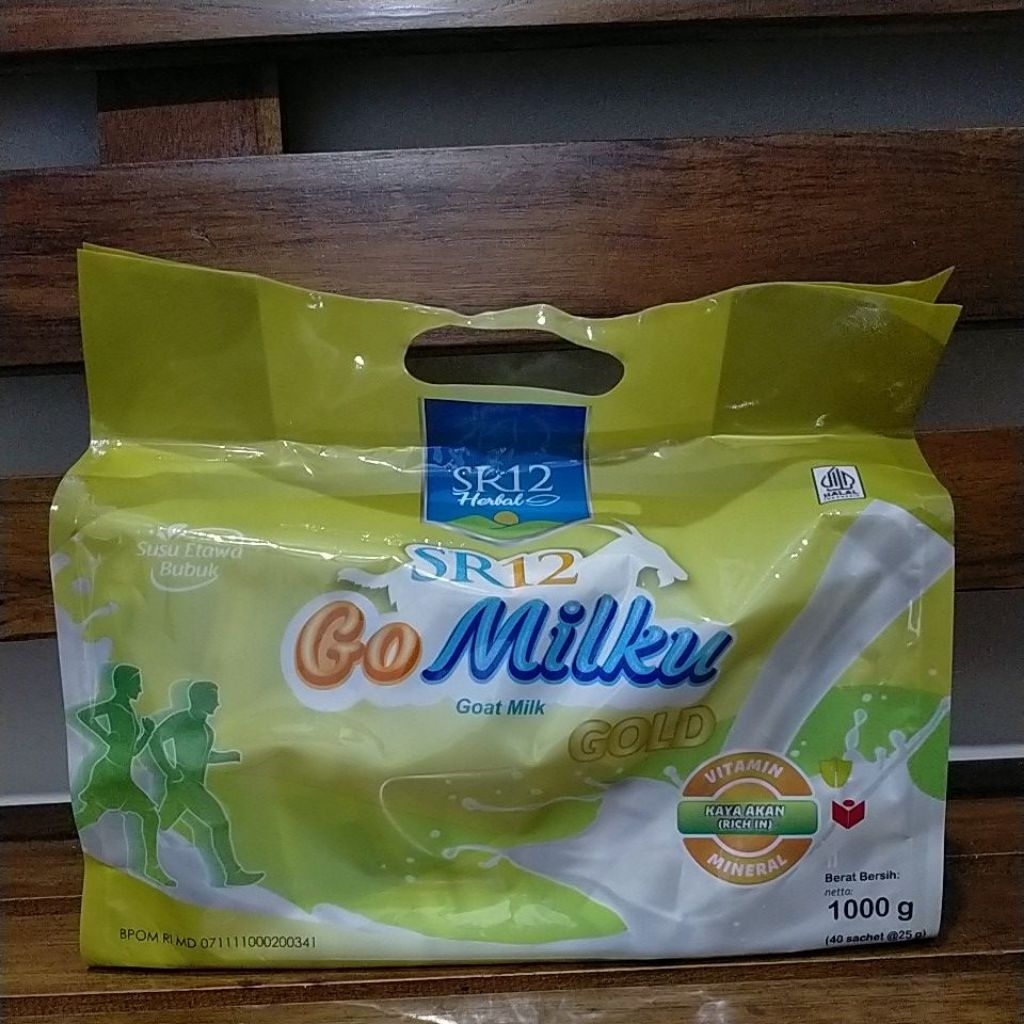 SR12
Herbal
HALAL
Susu Etawa
Bubuk
SR12
Go Milku
Goat Milk
GOLD
VITAMIN
KAYA AKAN
(RICH IN)
MINERAL
Berat Bersih:
netto:
1000 g
(40 sachet @25 g)
BPOM RI MD 071111000200341